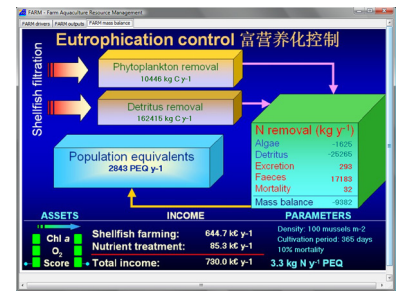 FARM - Farm Aquaculture Resource Management
FARM drivers FARM outputs FARM mass balance
Eutrophication control 富营养化控制
Shellfish filtration
Phytoplankton removal
10446 kg C y-1
Detritus removal
162415 kg C y-1
Population equivalents
2843 PEQ y-1
N removal (kg y-1)
Algae -1625
Detritus -25265
Excretion 293
Faeces 17183
Mortality 32
Mass balance -9382
ASSETS INCOME PARAMETERS
Chl a
O2
Score
Shellfish farming: 644.7 k€ y-1
Nutrient treatment: 85.3 k€ y-1
Total income: 730.0 k€ y-1
Density: 100 mussels m-2
Cultivation period: 365 days
10% mortality
3.3 kg N y-1 PEQ